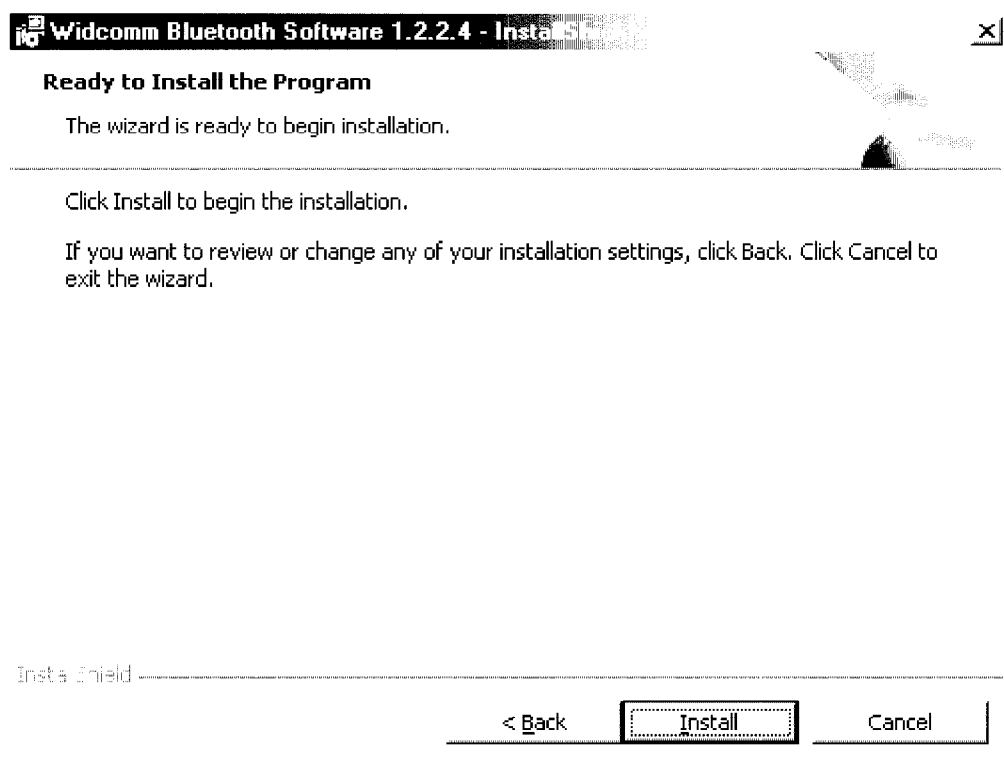 Widcomm Bluetooth Software 1.2.2.4 - Insta
Ready to Install the Program
The wizard is ready to begin installation.
Click Install to begin the installation.
If you want to review or change any of your installation settings, click Back. Click Cancel to
exit the wizard.
InstallShield
< Back Install Cancel